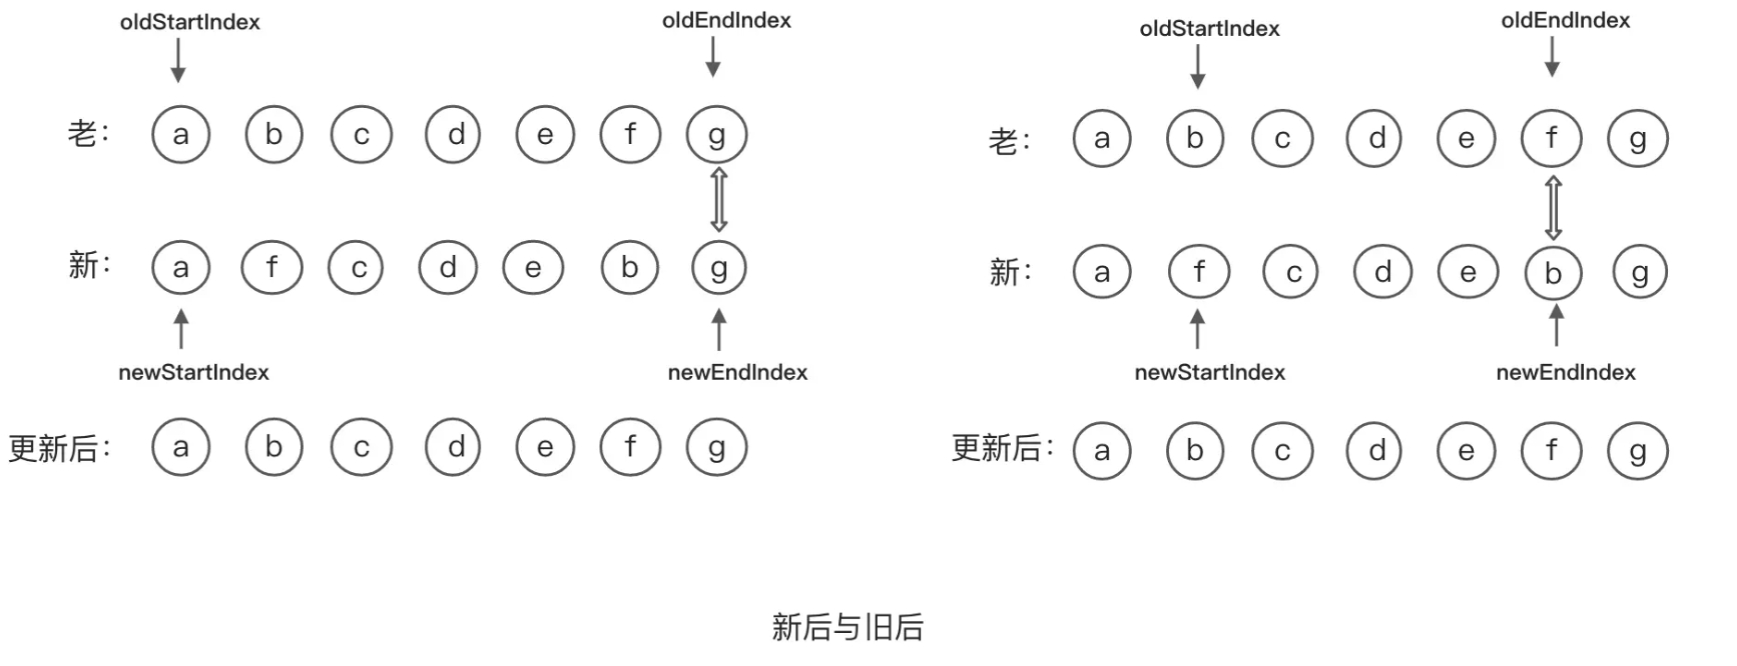 oldStartIndex oldEndIndex
老： a b c d e f g
新： a f c d e b g
newStartIndex newEndIndex
更新后： a b c d e f g
oldStartIndex oldEndIndex
老： a b c d e f g
新： a f c d e b g
newStartIndex newEndIndex
更新后： a b c d e f g
新后与旧后